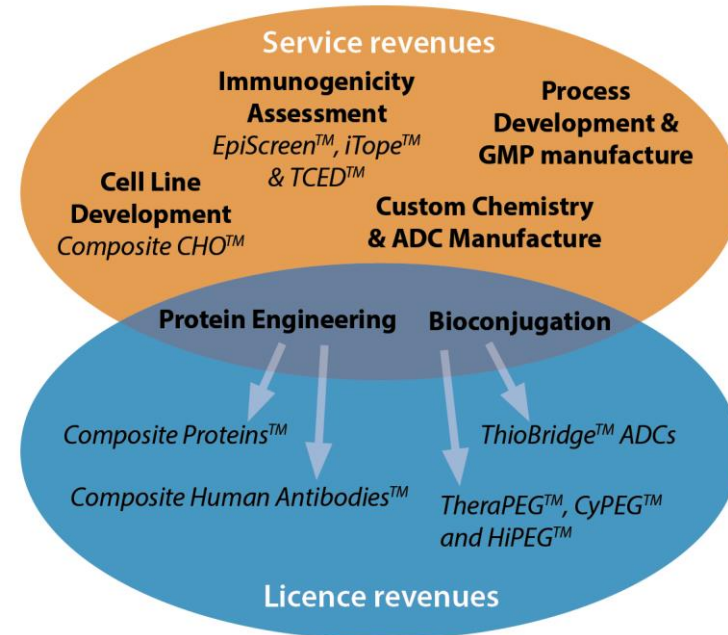 Service revenues
Immunogenicity
Assessment
EpiScreen™, iTope™
& TCED™
Process
Development &
GMP manufacture
Cell Line
Development
Composite CHO™
Custom Chemistry
& ADC Manufacture
Protein Engineering
Bioconjugation
Composite Proteins™
ThioBridge™ ADCs
Composite Human Antibodies™
TheraPEG™, CyPEG™
and HiPEG™
Licence revenues